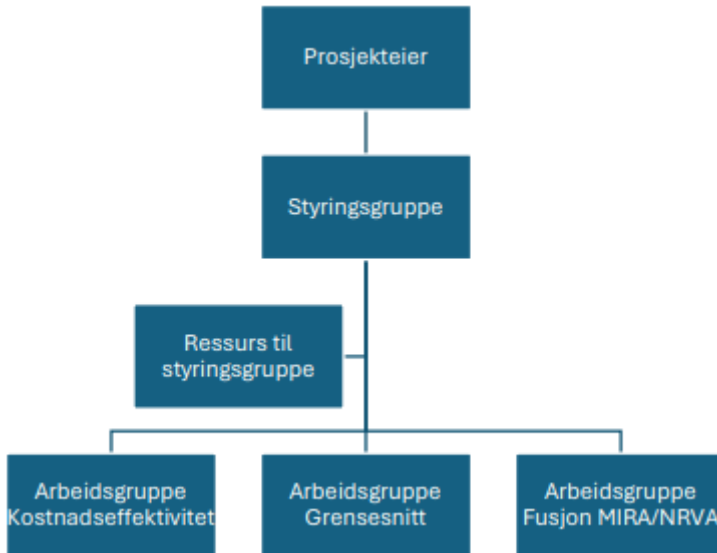 Prosjekteier
Styringsgruppe
Ressurs til
styringsgruppe
Arbeidsgruppe
Kostnadseffektivitet
Arbeidsgruppe
Grensesnitt
Arbeidsgruppe
Fusjon MIRA/NRVA